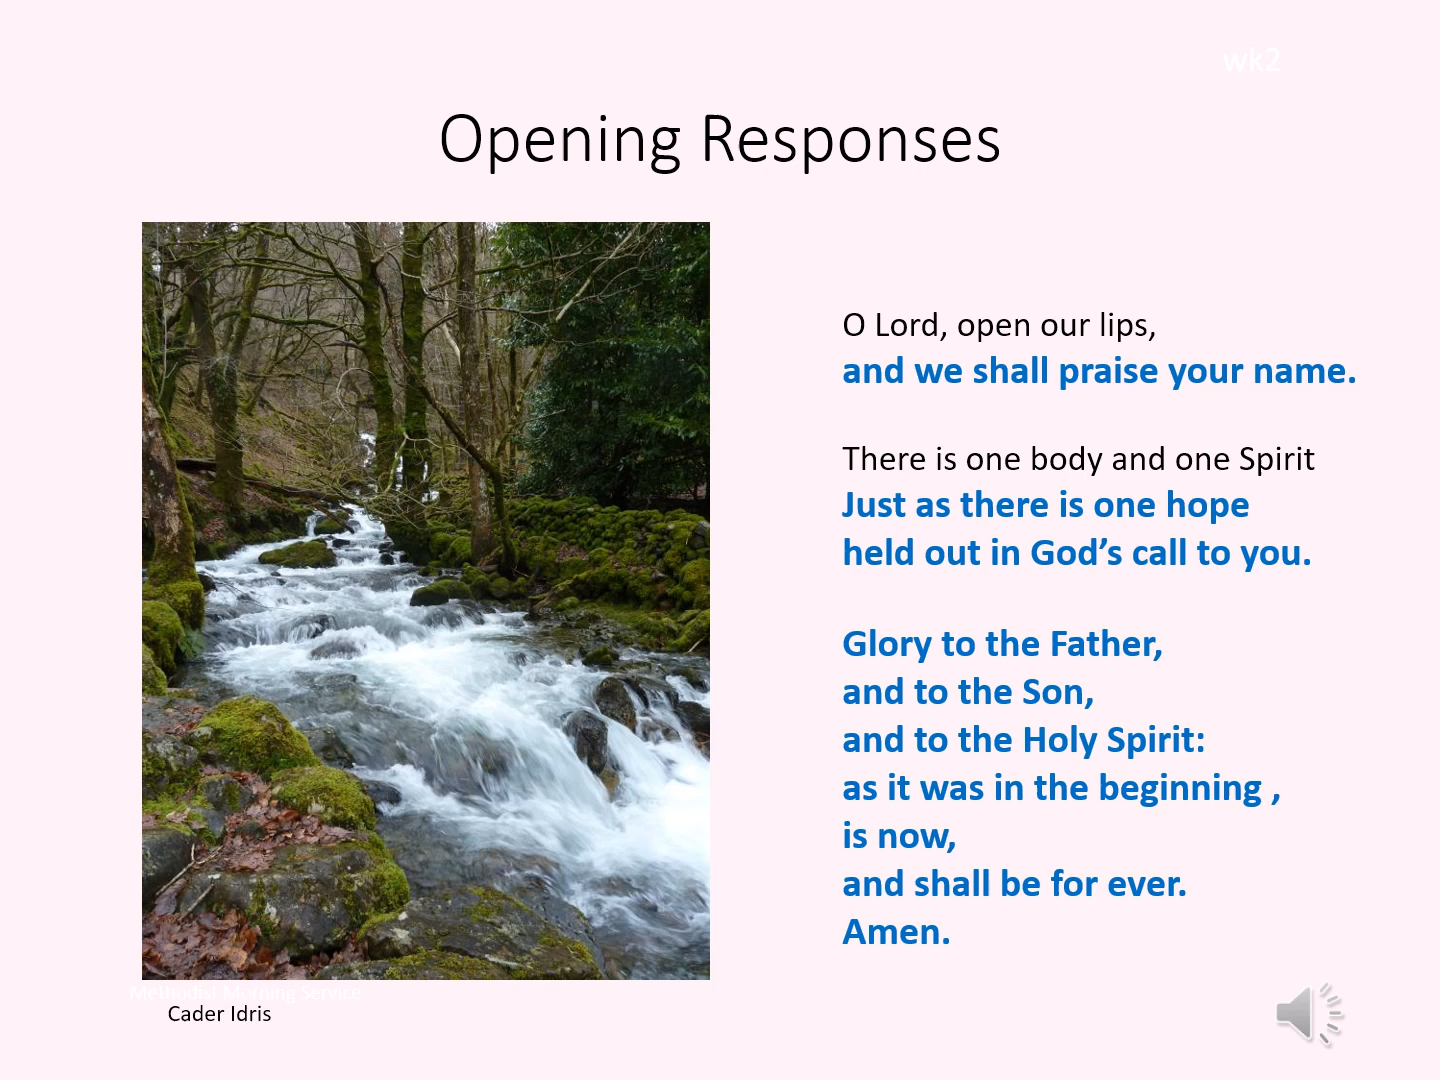 wk2
Opening Responses
O Lord, open our lips,
and we shall praise your name.
There is one body and one Spirit
Just as there is one hope
held out in God’s call to you.
Glory to the Father,
and to the Son,
and to the Holy Spirit:
as it was in the beginning ,
is now,
and shall be for ever.
Amen.
Methodist Morning Service
Cader Idris